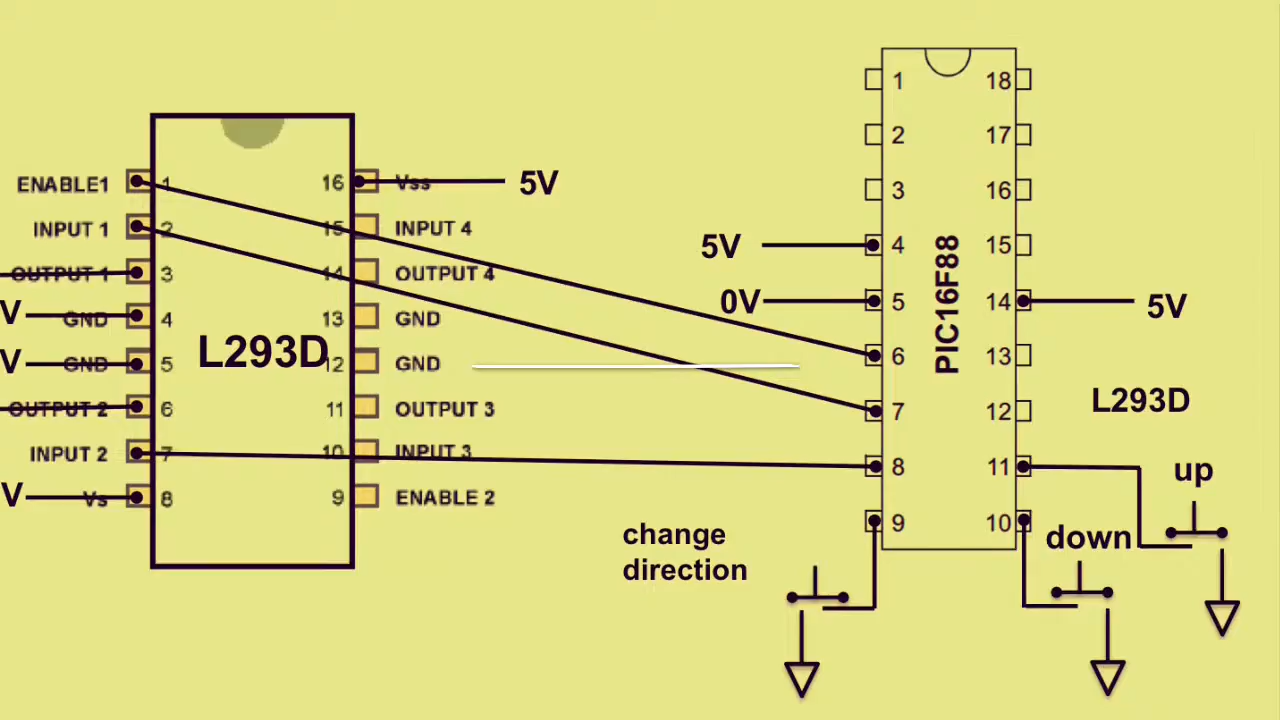 ENABLE1
INPUT 1
OUTPUT 1
V
GND
V
GND
OUTPUT 2
INPUT 2
V
Vs
1
2
3
4
5
6
7
8
L293D
16
15
14
13
12
11
10
9
Vss
5V
INPUT 4
OUTPUT 4
GND
GND
OUTPUT 3
INPUT 3
ENABLE 2
5V
0V
change
direction
1
2
3
4
5
6
7
8
9
PIC16F88
18
17
16
15
14
13
12
11
10
5V
L293D
up
down